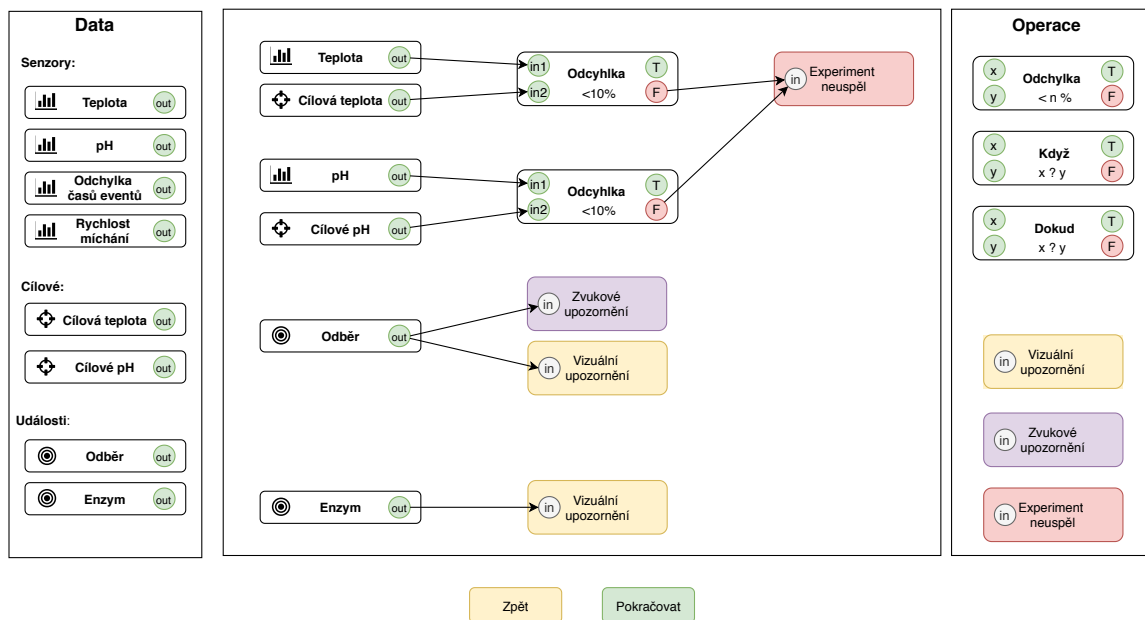 Data
Senzory:
Teplota out
pH out
Odchylka
časů eventů out
Rychlost
míchání out
Cílové:
Cílová teplota out
Cílové pH out
Události:
Odběr out
Enzym out
Teplota out
Cílová teplota out
in1 Odcyhlka T
in2 <10% F
in Experiment
neuspěl
pH out
Cílové pH out
in1 Odcyhlka T
in2 <10% F
Odběr out
in Zvukové
upozornění
in Vizuální
upozornění
Enzym out
in Vizuální
upozornění
Operace
x Odchylka T
y < n % F
x Když T
y x ? y F
x Dokud T
y x ? y F
in Vizuální
upozornění
in Zvukové
upozornění
in Experiment
neuspěl
Zpět
Pokračovat